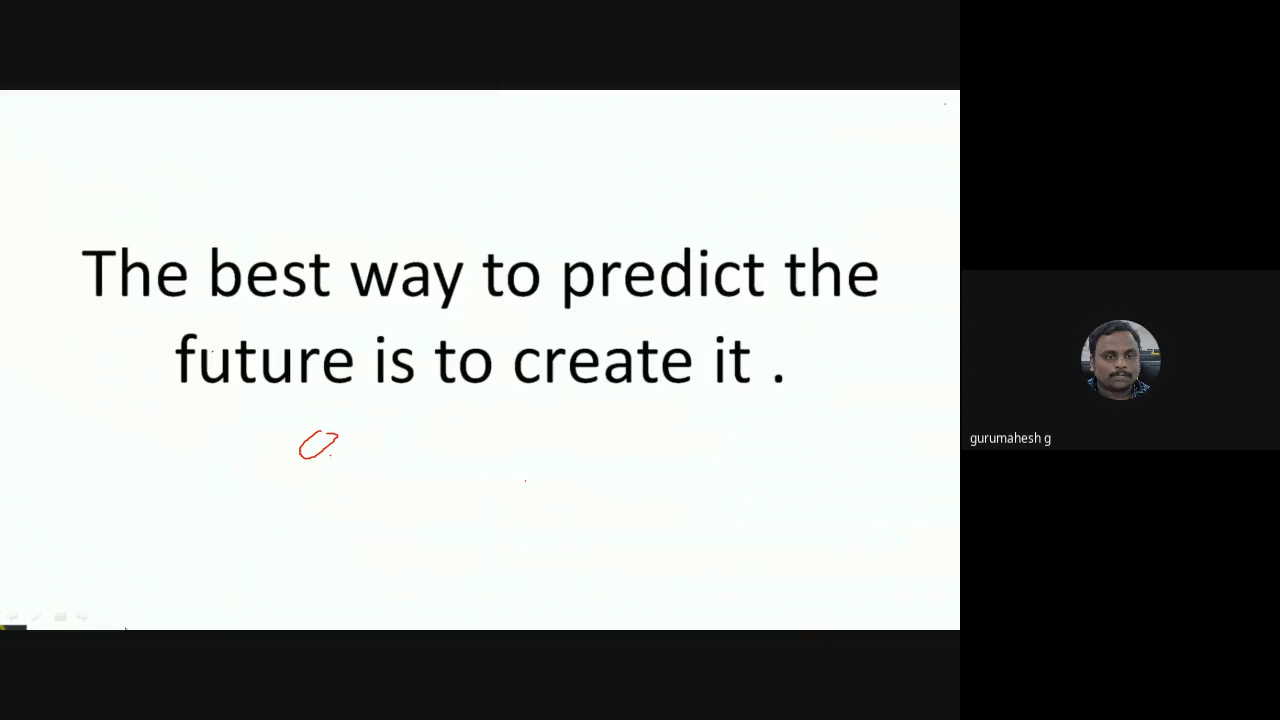 The best way to predict the
future is to create it .
gurumahesh g